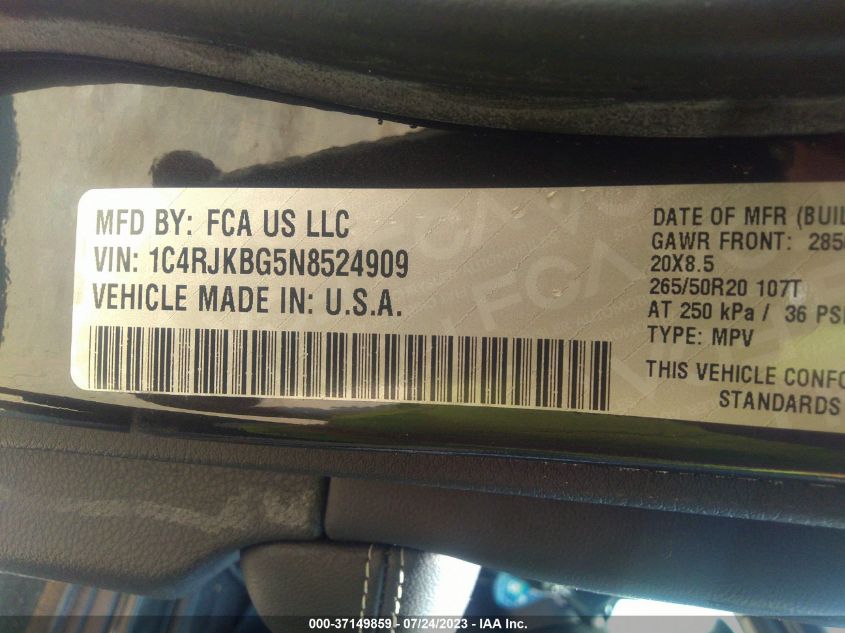 MFD BY: FCA US LLC
VIN: 1C4RJKBG5N8524909
VEHICLE MADE IN: U.S.A.
DATE OF MFR (BUIL
GAWR FRONT: 285
20X8.5
265/50R20 107T
AT 250 kPa / 36 PSI
TYPE: MPV
THIS VEHICLE CONFO
STANDARDS
000-37149859 - 07/24/2023 - IAA Inc.